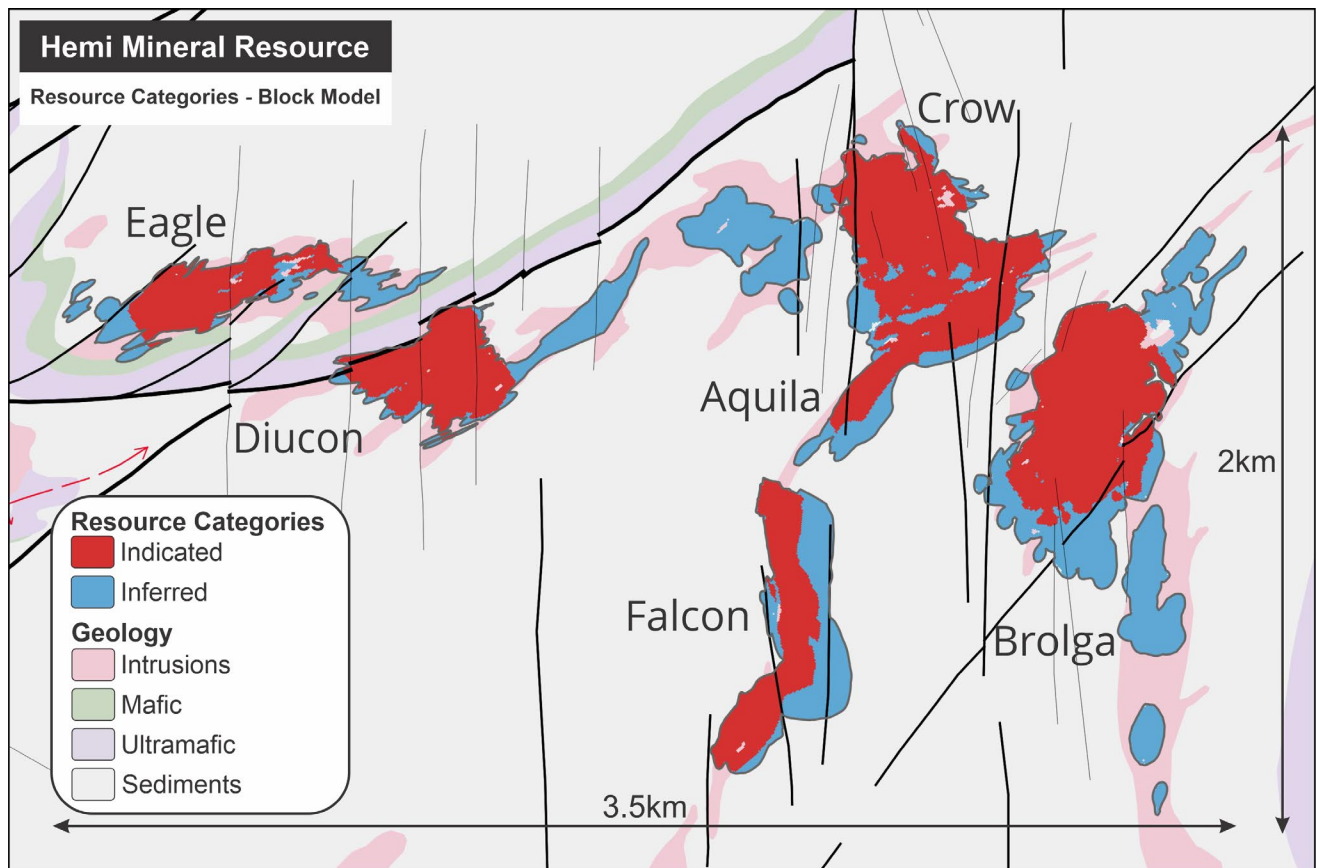 Hemi Mineral Resource
Resource Categories - Block Model
Crow
Eagle
Aquila
Diucon
2km
Resource Categories
Indicated
Inferred
Geology
Intrusions
Mafic
Ultramafic
Sediments
Falcon
Brolga
3.5km